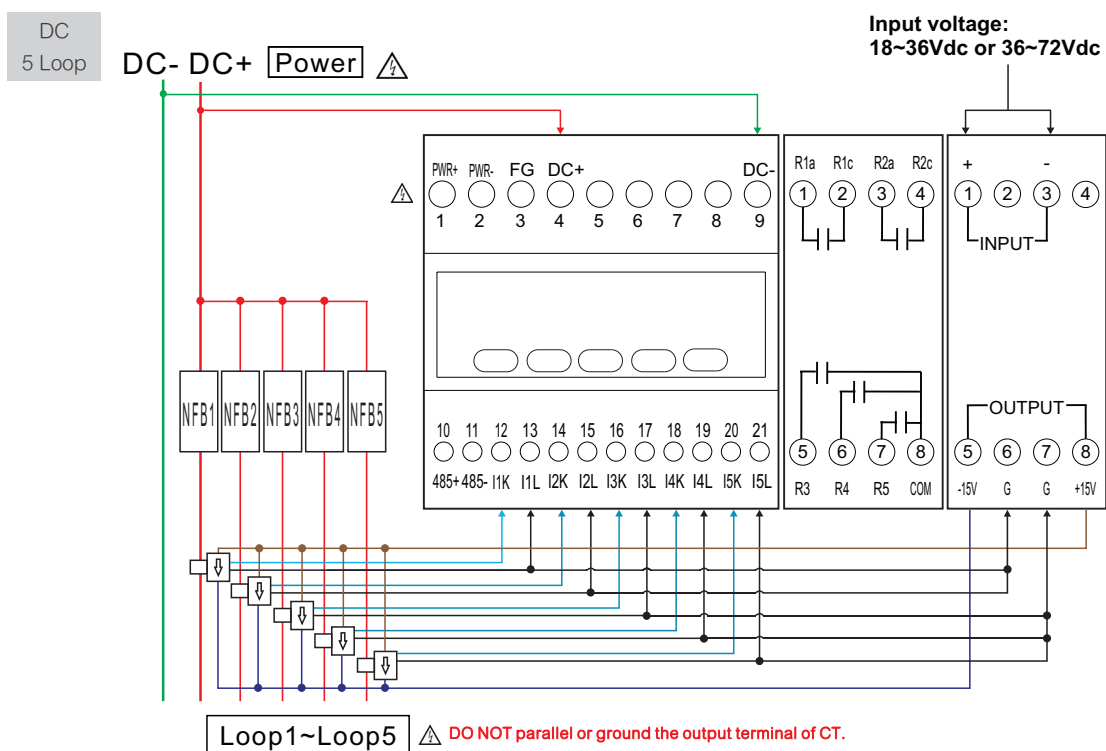 DC
5 Loop
DC- DC+ Power
Input voltage:
18~36Vdc or 36~72Vdc
PWR+ PWR- FG DC+ DC-
1 2 3 4 5 6 7 8 9
R1a R1c R2a R2c
1 2 3 4
+ -
1 2 3 4
INPUT
NFB1 NFB2 NFB3 NFB4 NFB5
10 11 12 13 14 15 16 17 18 19 20 21
485+ 485- I1K I1L I2K I2L I3K I3L I4K I4L I5K I5L
5 6 7 8
R3 R4 R5 COM
OUTPUT
5 6 7 8
-15V G G +15V
Loop1~Loop5
DO NOT parallel or ground the output terminal of CT.